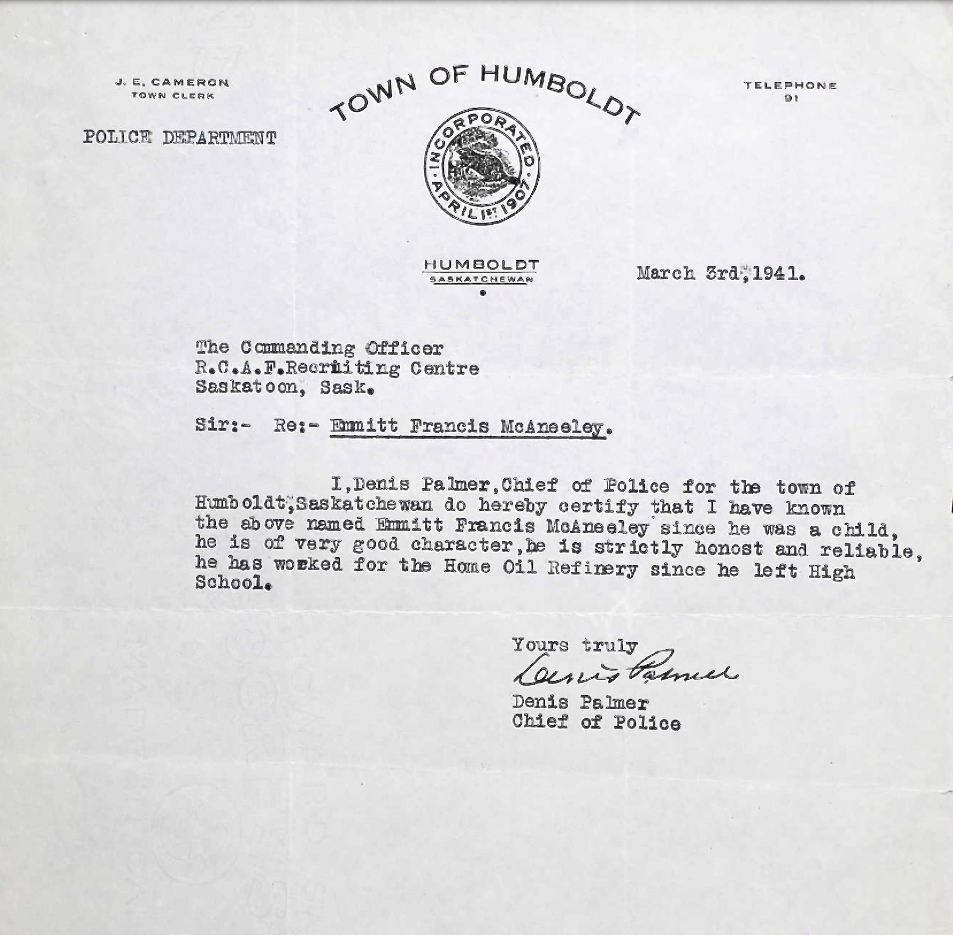 J. E. CAMERON
TOWN CLERK
TOWN OF HUMBOLDT
TELEPHONE
91
POLICE DEPARTMENT
INCORPORATED
APRIL 1ST 1907
HUMBOLDT
SASKATCHEWAN
March 3rd,1941.
The Commanding Officer
R.C.A.F.Recruiting Centre
Saskatoon, Sask.
Sir:- Re:- Emmitt Francis McAneeley.
I,Denis Palmer,Chief of Police for the town of
Humboldt,Saskatchewan do hereby certify that I have known
the above named Emmitt Francis McAneeley since he was a child,
he is of very good character,he is strictly honost and reliable,
he has worked for the Home Oil Refinery since he left High
School.
Yours truly
Denis Palmer
Denis Palmer
Chief of Police